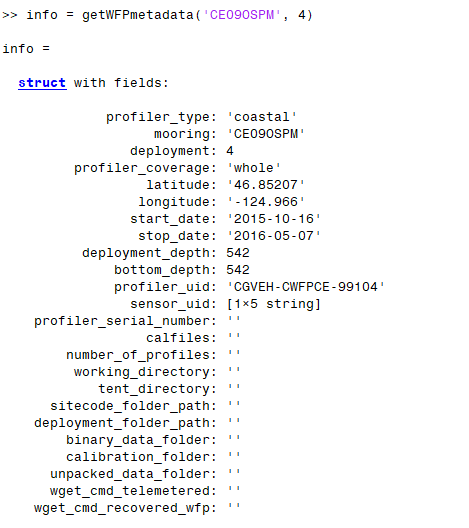 >> info = getWFPmetadata('CE09OSPM', 4)
info =
struct with fields:
profiler_type: 'coastal'
mooring: 'CE09OSPM'
deployment: 4
profiler_coverage: 'whole'
latitude: '46.85207'
longitude: '-124.966'
start_date: '2015-10-16'
stop_date: '2016-05-07'
deployment_depth: 542
bottom_depth: 542
profiler_uid: 'CGVEH-CWFPCE-99104'
sensor_uid: [1×5 string]
profiler_serial_number: ''
calfiles: ''
number_of_profiles: ''
working_directory: ''
tent_directory: ''
sitecode_folder_path: ''
deployment_folder_path: ''
binary_data_folder: ''
calibration_folder: ''
unpacked_data_folder: ''
wget_cmd_telemetered: ''
wget_cmd_recovered_wfp: ''